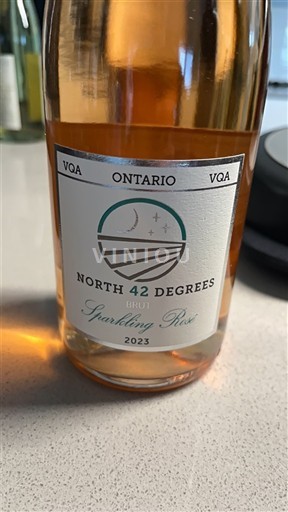 VQA ONTARIO VQA
VINTOU
NORTH 42 DEGREES
BRUT
Sparkling Rosé
2023